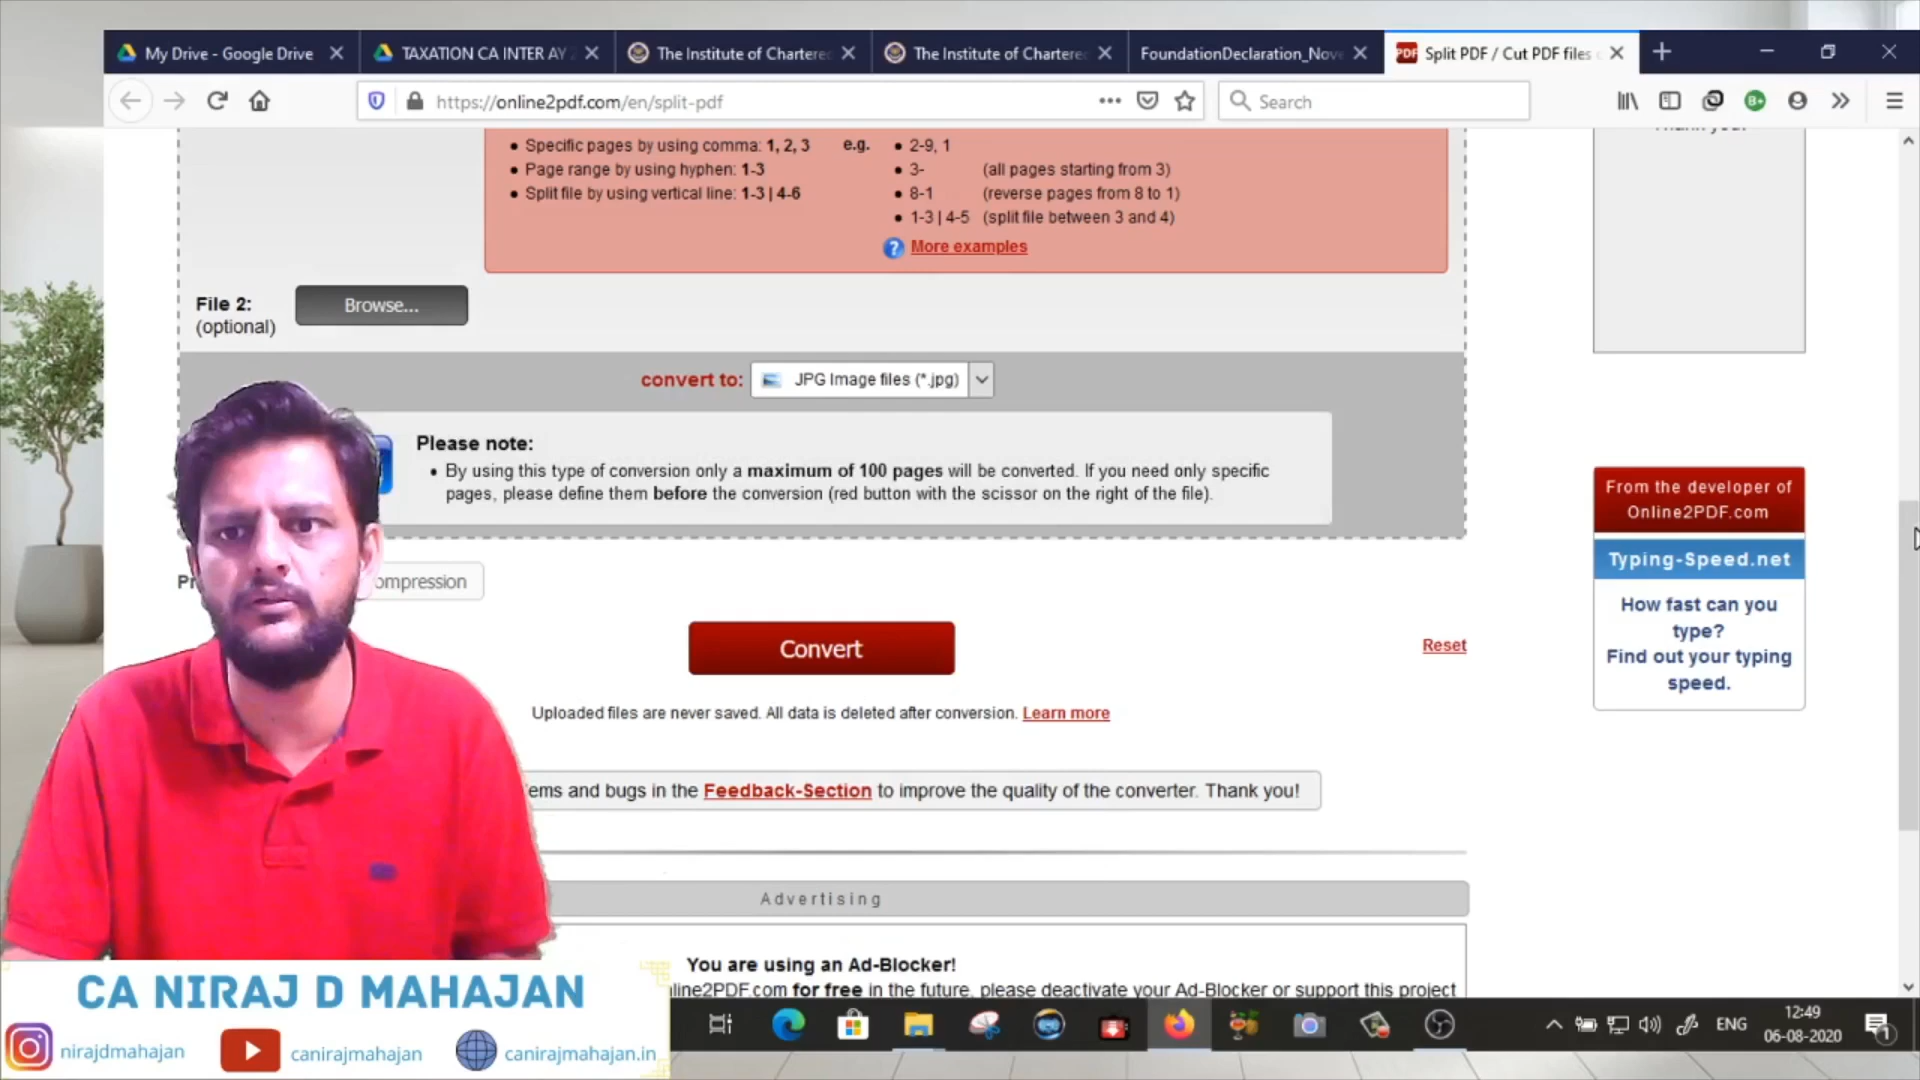 My Drive - Google Drive
TAXATION CA INTER AY
The Institute of Chartere
The Institute of Chartere
FoundationDeclaration_Nov
Split PDF / Cut PDF files
https://online2pdf.com/en/split-pdf
Search
Specific pages by using comma: 1, 2, 3 e.g. 2-9, 1
Page range by using hyphen: 1-3
3- (all pages starting from 3)
Split file by using vertical line: 1-3 | 4-6
8-1 (reverse pages from 8 to 1)
1-3 | 4-5 (split file between 3 and 4)
? More examples
File 2:
(optional)
Browse...
convert to: JPG Image files (*.jpg)
Please note:
By using this type of conversion only a maximum of 100 pages will be converted. If you need only specific
pages, please define them before the conversion (red button with the scissor on the right of the file).
From the developer of
Online2PDF.com
Typing-Speed.net
How fast can you
type?
Find out your typing
speed.
Pr
ompression
Convert
Reset
Uploaded files are never saved. All data is deleted after conversion. Learn more
ems and bugs in the Feedback-Section to improve the quality of the converter. Thank you!
Advertising
You are using an Ad-Blocker!
line2PDF.com for free in the future, please deactivate your Ad-Blocker or support this project
CA NIRAJ D MAHAJAN
nirajdmahajan
canirajmahajan
canirajmahajan.in
ENG
12:49
06-08-2020
1